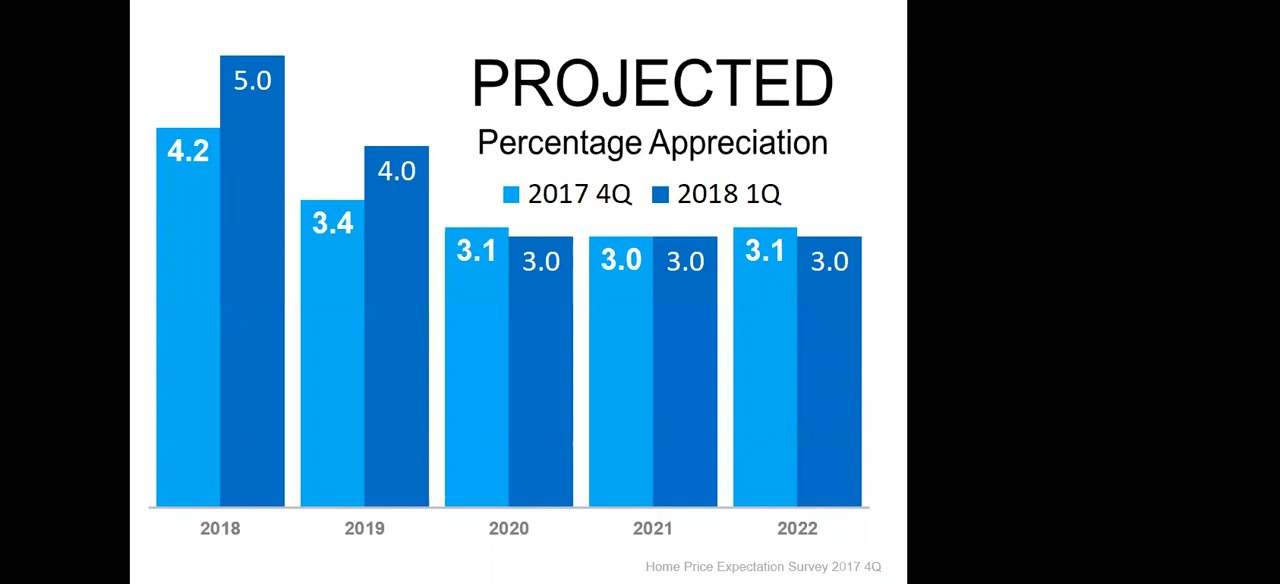 PROJECTED
Percentage Appreciation
2017 4Q 2018 1Q
4.2 5.0
3.4 4.0
3.1 3.0
3.0 3.0
3.1 3.0
2018 2019 2020 2021 2022
Home Price Expectation Survey 2017 4Q